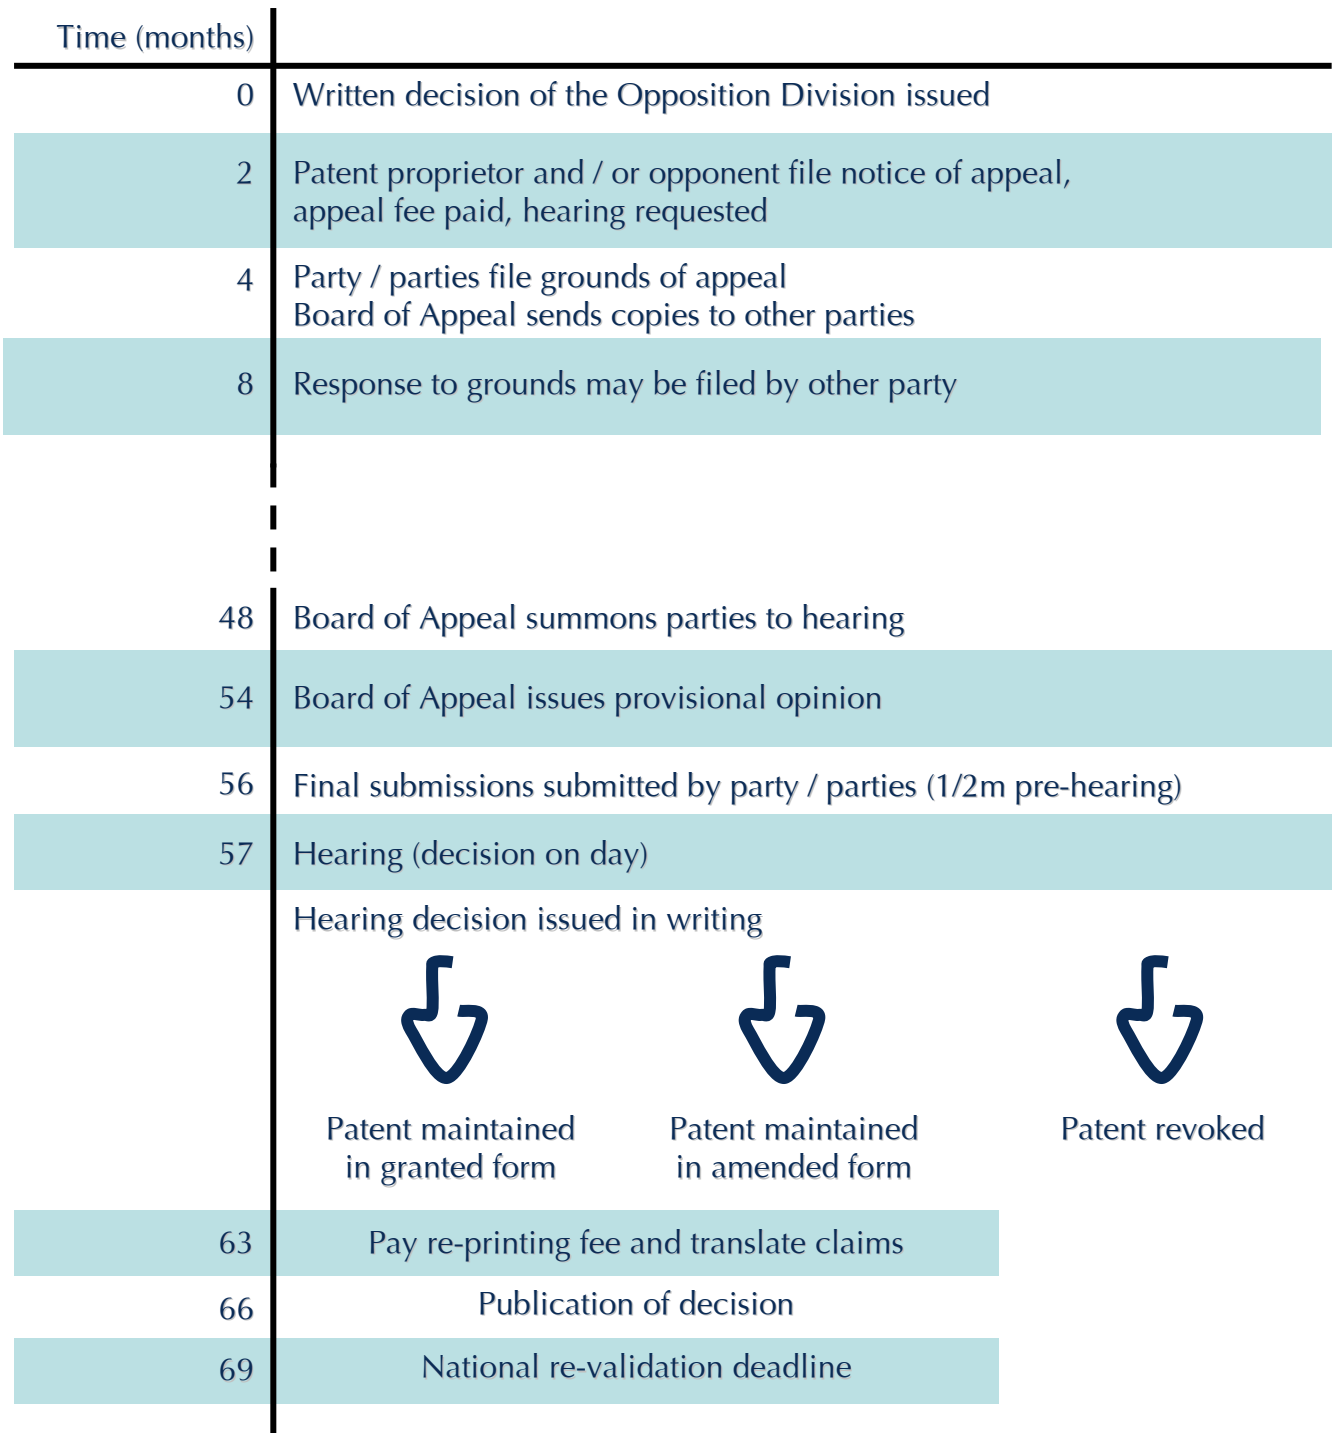 Time (months)
0 Written decision of the Opposition Division issued
2 Patent proprietor and / or opponent file notice of appeal,
appeal fee paid, hearing requested
4 Party / parties file grounds of appeal
Board of Appeal sends copies to other parties
8 Response to grounds may be filed by other party
48 Board of Appeal summons parties to hearing
54 Board of Appeal issues provisional opinion
56 Final submissions submitted by party / parties (1/2m pre-hearing)
57 Hearing (decision on day)
Hearing decision issued in writing
Patent maintained
in granted form
Patent maintained
in amended form
Patent revoked
63 Pay re-printing fee and translate claims
66 Publication of decision
69 National re-validation deadline